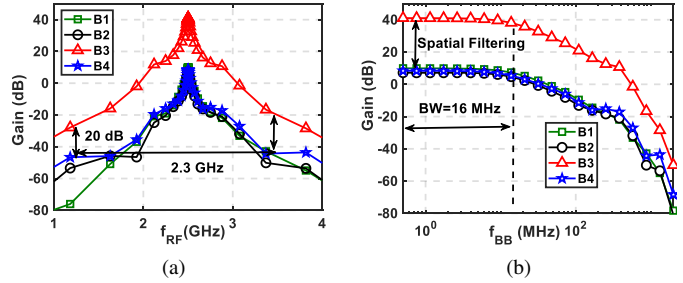 40
20
0
-20
-40
-60
-80
Gain (dB)
B1
B2
B3
B4
20 dB
2.3 GHz
1
2
3
4
f_RF(GHz)
(a)
40
20
0
-20
-40
-60
-80
Gain (dB)
Spatial Filtering
BW=16 MHz
B1
B2
B3
B4
10^0
10^2
f_BB (MHz)
(b)